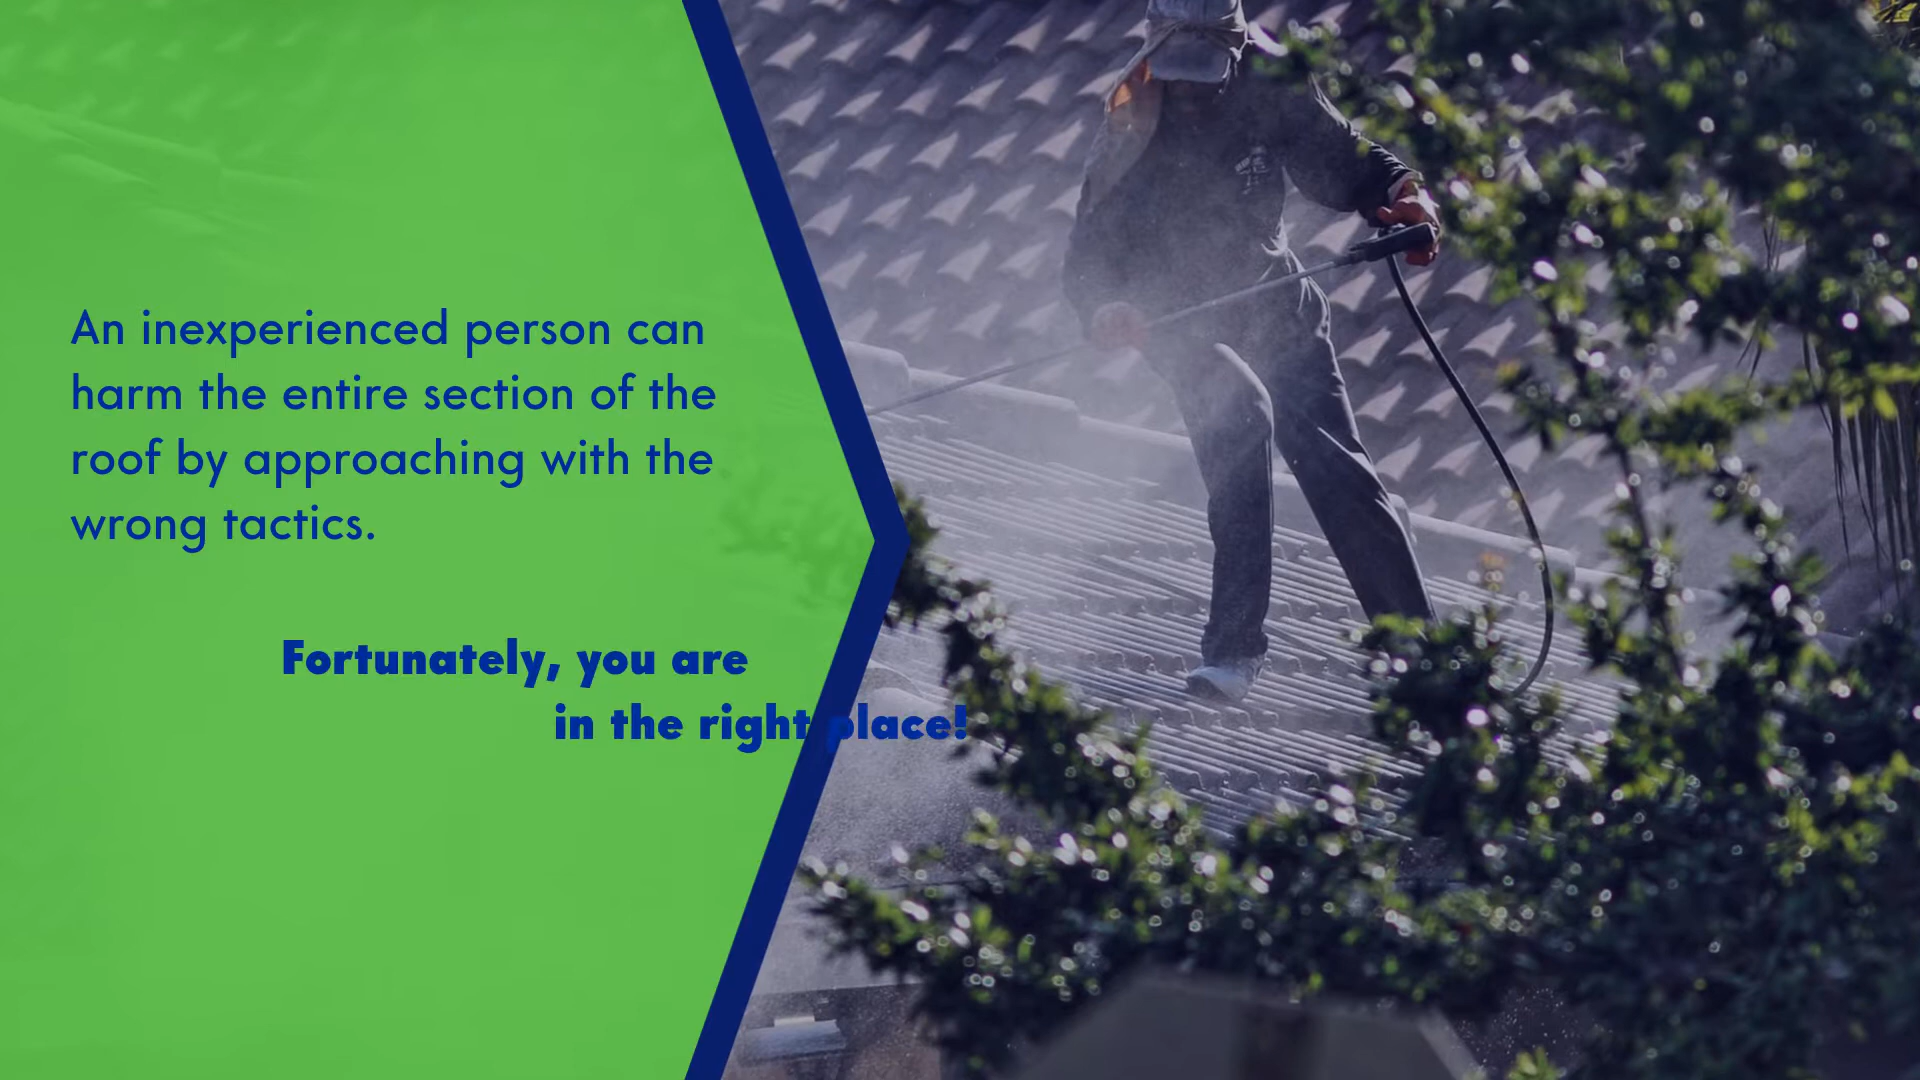 An inexperienced person can
harm the entire section of the
roof by approaching with the
wrong tactics.
Fortunately, you are
in the right place!